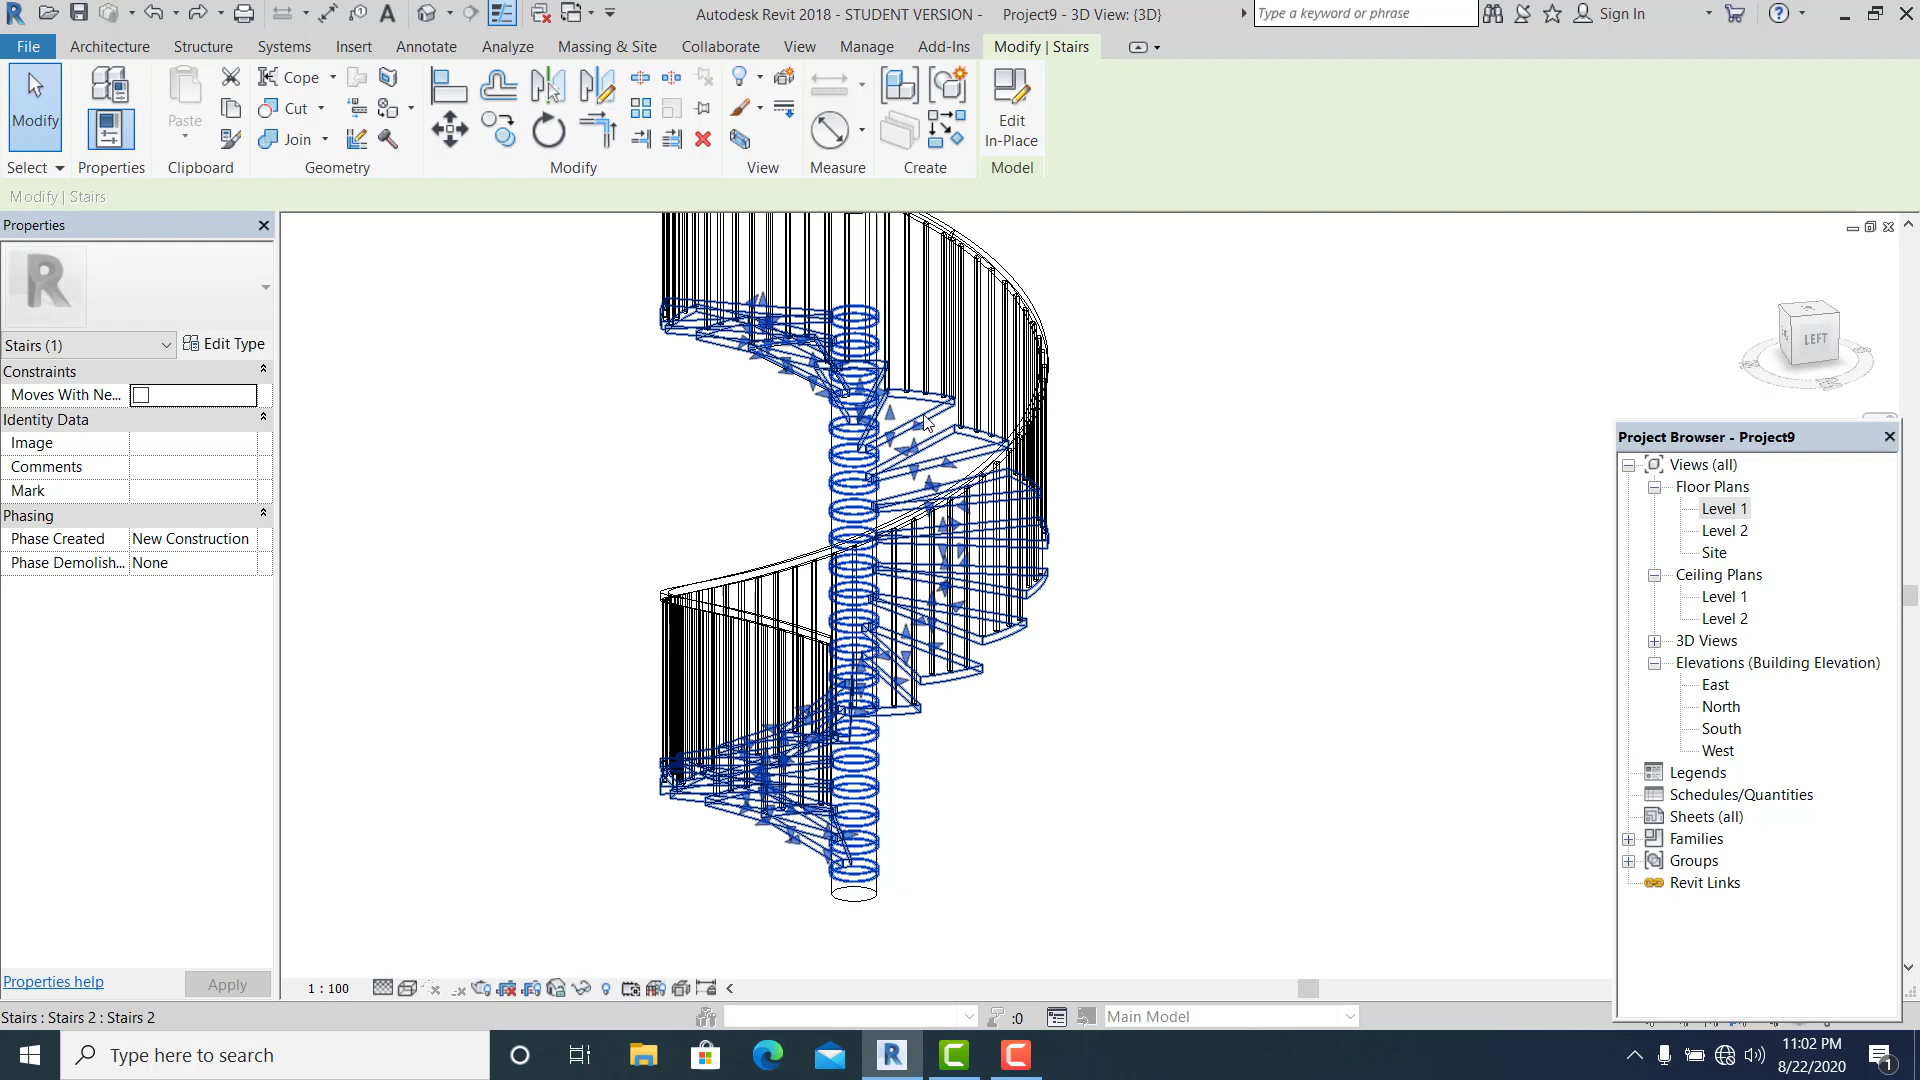 Autodesk Revit 2018 - STUDENT VERSION - Project9 - 3D View: {3D}
Type a keyword or phrase
Sign In
File Architecture Structure Systems Insert Annotate Analyze Massing & Site Collaborate View Manage Add-Ins Modify | Stairs
Modify
Paste
Cope
Cut
Join
Edit
In-Place
Select Properties Clipboard Geometry Modify View Measure Create Model
Modify | Stairs
Properties
R
Stairs (1)
Edit Type
Constraints
Moves With Ne...
Identity Data
Image
Comments
Mark
Phasing
Phase Created New Construction
Phase Demolish... None
Properties help
Apply
LEFT
Project Browser - Project9
Views (all)
Floor Plans
Level 1
Level 2
Site
Ceiling Plans
Level 1
Level 2
3D Views
Elevations (Building Elevation)
East
North
South
West
Legends
Schedules/Quantities
Sheets (all)
Families
Groups
Revit Links
1 : 100
Stairs : Stairs 2 : Stairs 2
:0
Main Model
Type here to search
11:02 PM
8/22/2020
1